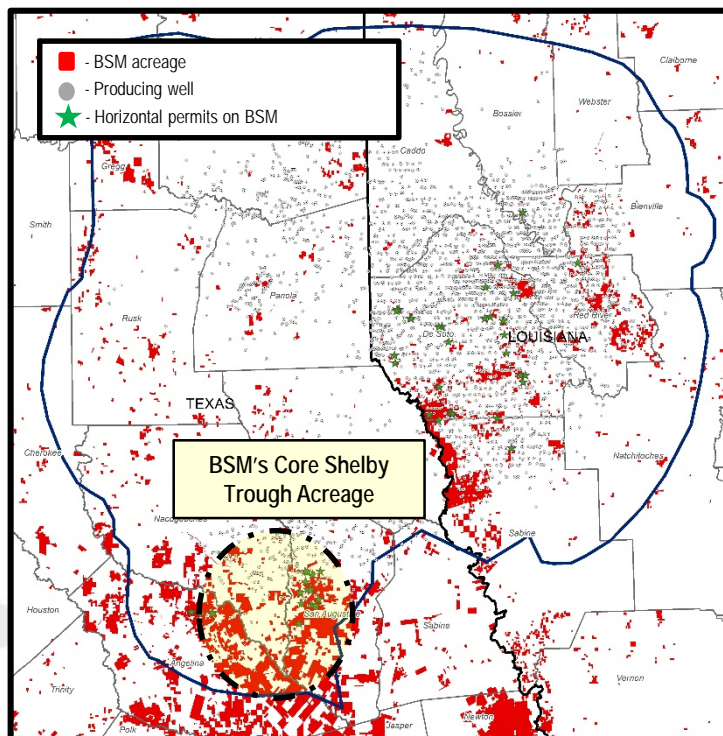 - BSM acreage
- Producing well
- Horizontal permits on BSM
Claiborne
Webster
Bossier
Caddo
Gregg
Bienville
Smith
Panola
Rusk
Red River
De Soto
LOUISIANA
TEXAS
Cherokee
Natchitoches
BSM's Core Shelby
Trough Acreage
Nacogdoches
Sabine
Houston
San Augustine
Sabine
Angelina
Vernon
Trinity
Newton
Polk
Jasper